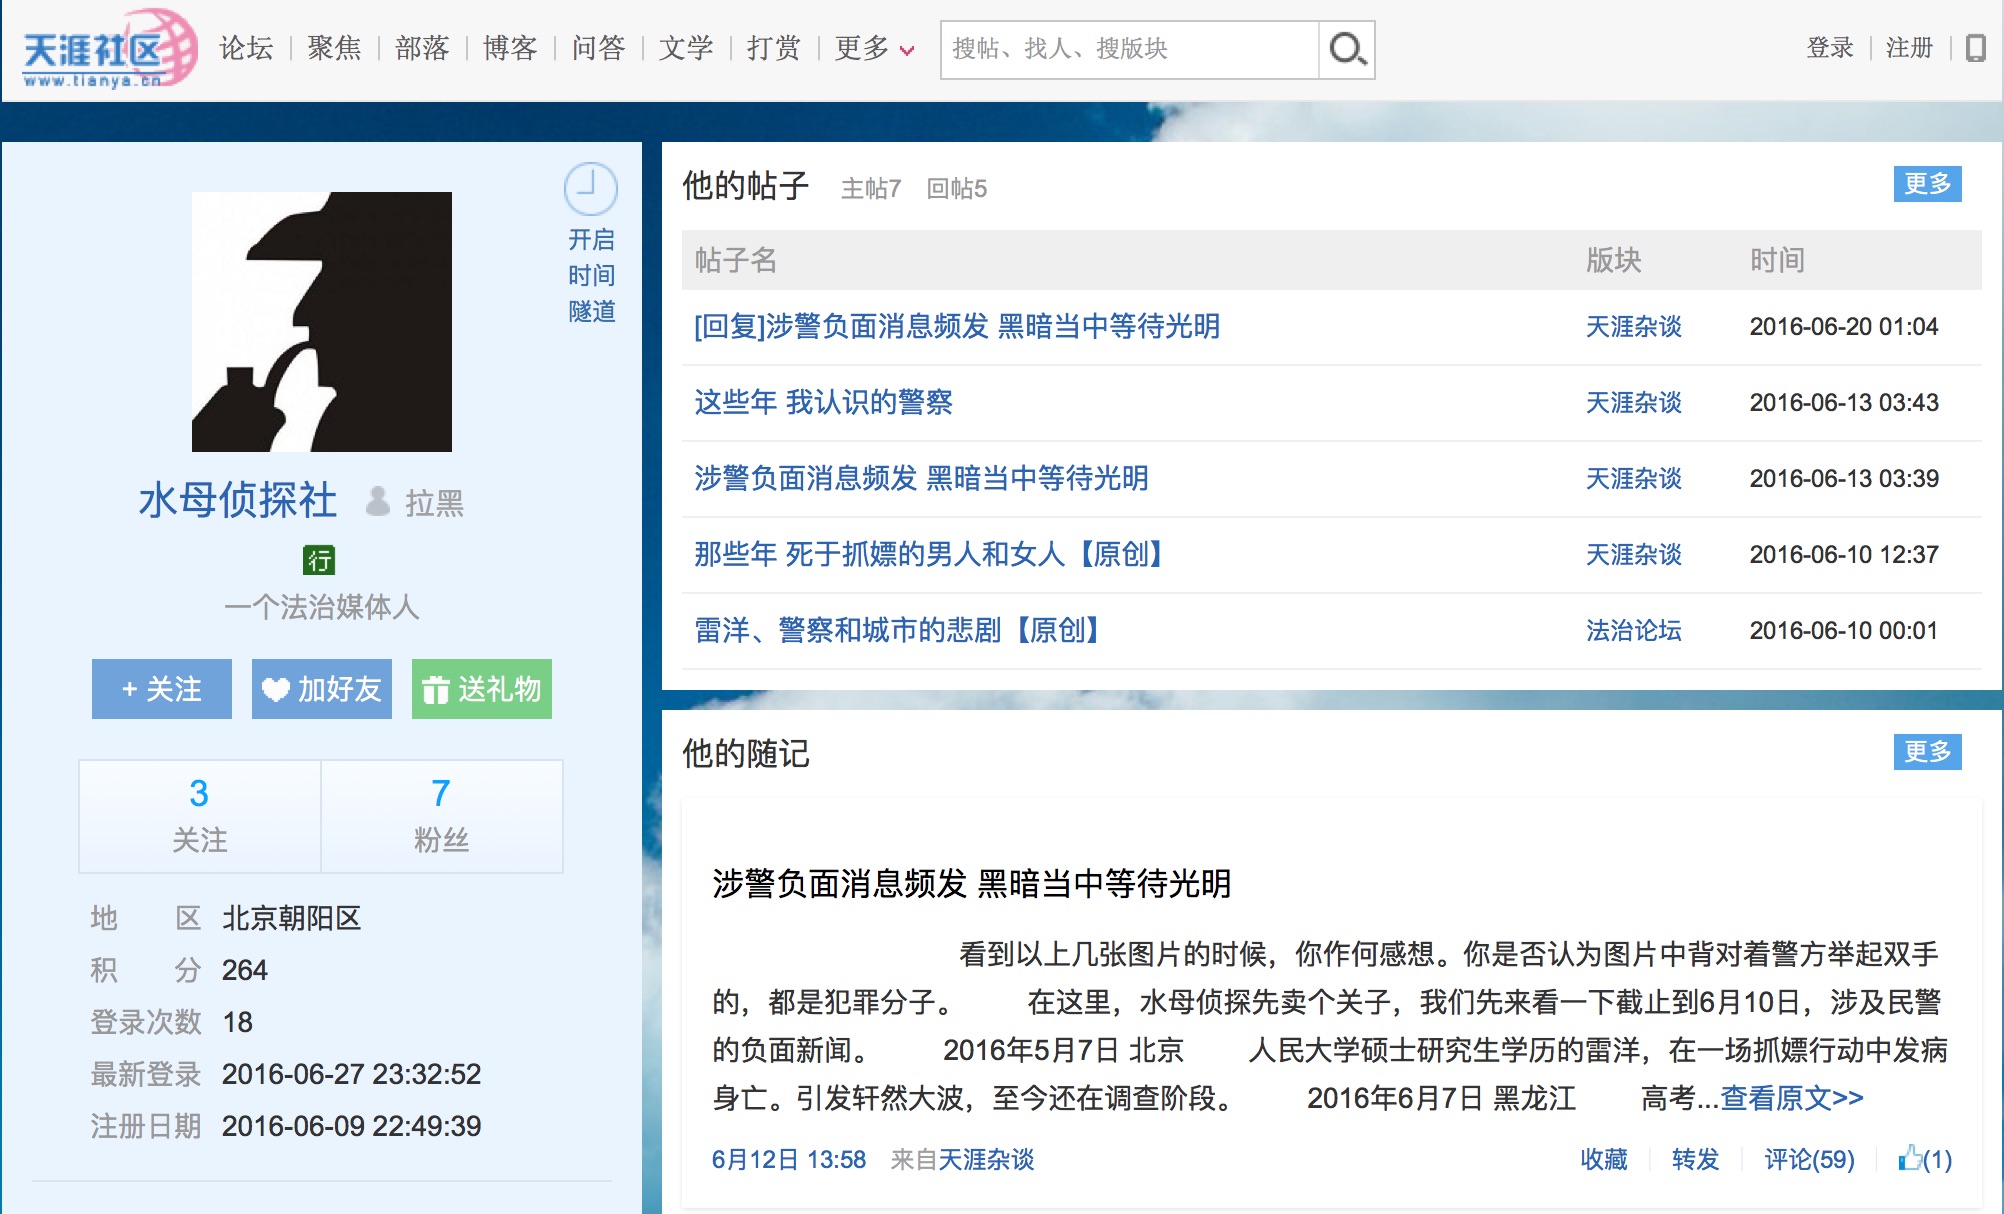 天涯社区
www.tianya.cn
论坛 聚焦 部落 博客 问答 文学 打赏 更多
搜帖、找人、搜版块
登录 注册
开启
时间
隧道
水母侦探社 拉黑
行
一个法治媒体人
+ 关注 加好友 送礼物
3 7
关注 粉丝
地 区 北京朝阳区
积 分 264
登录次数 18
最新登录 2016-06-27 23:32:52
注册日期 2016-06-09 22:49:39
他的帖子 主帖7 回帖5 更多
帖子名 版块 时间
[回复]涉警负面消息频发 黑暗当中等待光明 天涯杂谈 2016-06-20 01:04
这些年 我认识的警察 天涯杂谈 2016-06-13 03:43
涉警负面消息频发 黑暗当中等待光明 天涯杂谈 2016-06-13 03:39
那些年 死于抓嫖的男人和女人【原创】 天涯杂谈 2016-06-10 12:37
雷洋、警察和城市的悲剧【原创】 法治论坛 2016-06-10 00:01
他的随记 更多
涉警负面消息频发 黑暗当中等待光明
看到以上几张图片的时候，你作何感想。你是否认为图片中背对着警方举起双手
的，都是犯罪分子。 在这里，水母侦探先卖个关子，我们先来看一下截止到6月10日，涉及民警
的负面新闻。 2016年5月7日 北京 人民大学硕士研究生学历的雷洋，在一场抓嫖行动中发病
身亡。引发轩然大波，至今还在调查阶段。 2016年6月7日 黑龙江 高考...查看原文>>
6月12日 13:58 来自天涯杂谈 收藏 转发 评论(59) (1)